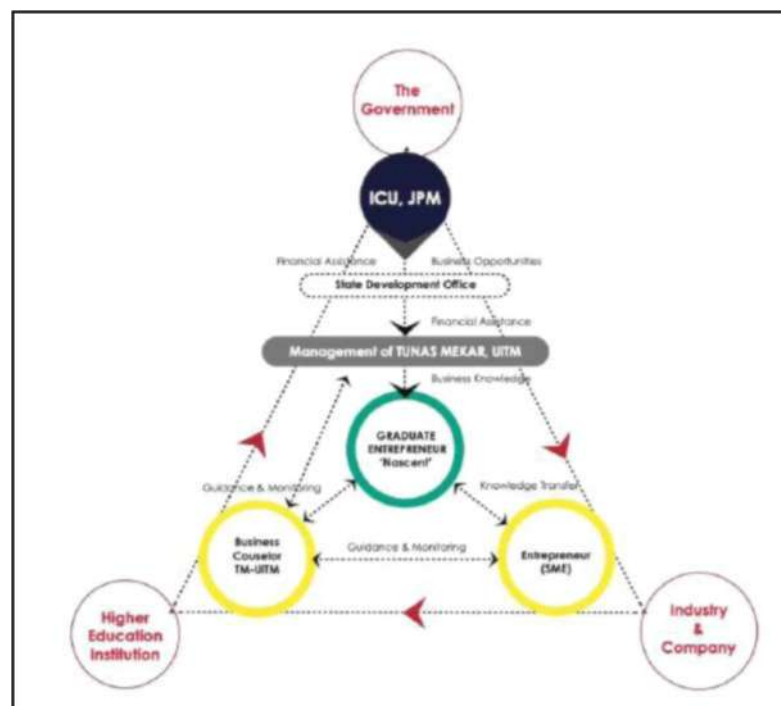 The
Government
ICU, JPM
Financial Assistance
Business Opportunities
State Development Office
Financial Assistance
Management of TUNAS MEKAR, UITM
Business Knowledge
GRADUATE
ENTREPRENEUR
'Nascent'
Guidance & Monitoring
Knowledge Transfer
Business
Couselor
TM-UITM
Guidance & Monitoring
Entrepreneur
(SME)
Higher
Education
Institution
Industry
&
Company